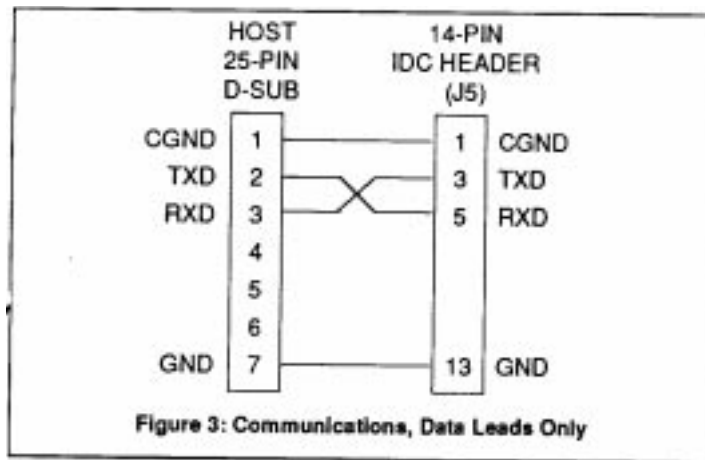 HOST 14-PIN
25-PIN IDC HEADER
D-SUB (J5)
CGND 1 1 CGND
TXD 2 3 TXD
RXD 3 5 RXD
4
5
6
GND 7 13 GND
Figure 3: Communications, Data Leads Only